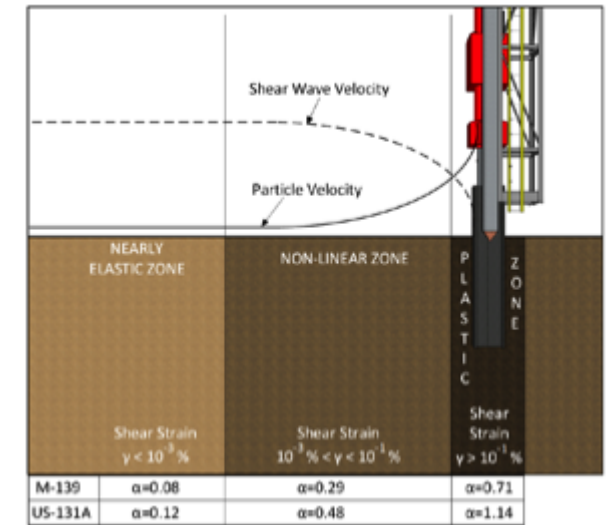 Shear Wave Velocity
Particle Velocity
NEARLY
ELASTIC ZONE
NON-LINEAR ZONE
PLASTIC
ZONE
Shear Strain
γ < 10⁻³ %
Shear Strain
10⁻³ % < γ < 10⁻¹ %
Shear
Strain
γ > 10⁻¹ %
M-139 α=0.08 α=0.29 α=0.71
US-131A α=0.12 α=0.48 α=1.14